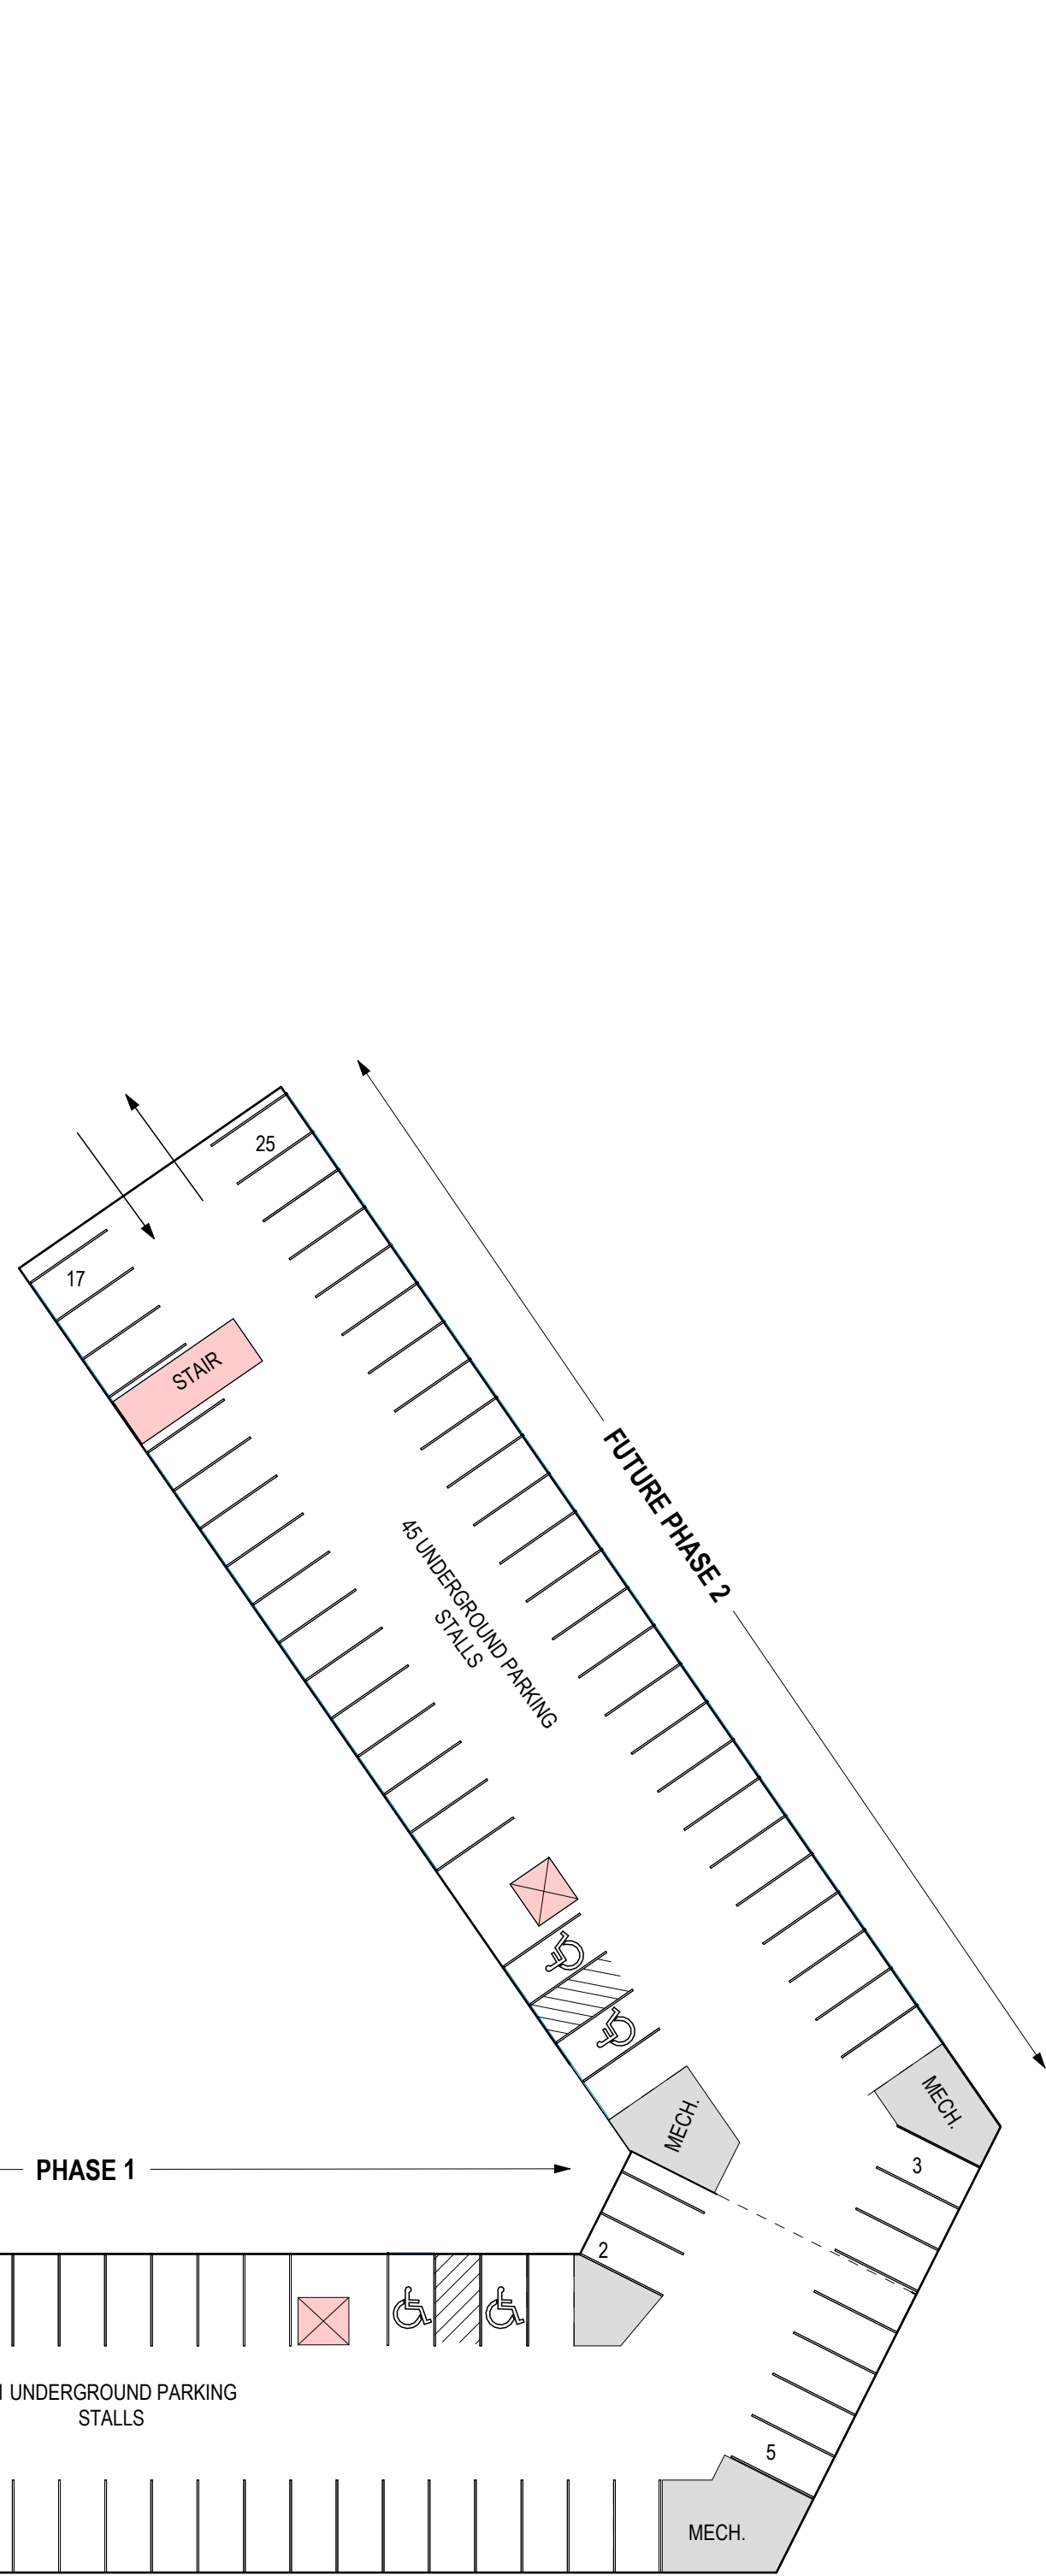 25
17
STAIR
FUTURE PHASE 2
45 UNDERGROUND PARKING
STALLS
MECH.
MECH.
3
PHASE 1
2
UNDERGROUND PARKING
STALLS
5
MECH.